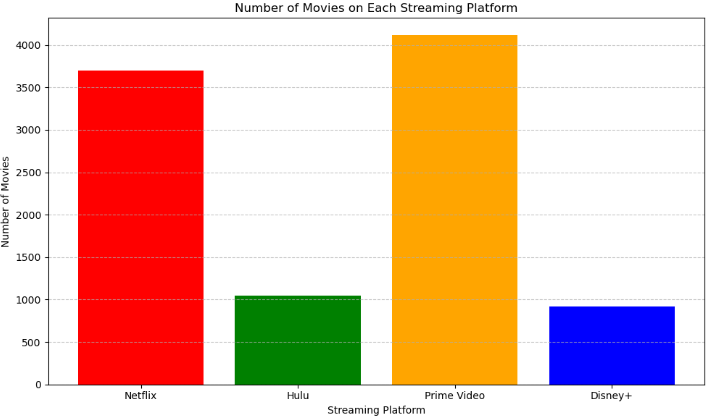 Number of Movies on Each Streaming Platform
Number of Movies
4000
3500
3000
2500
2000
1500
1000
500
0
Netflix Hulu Prime Video Disney+
Streaming Platform